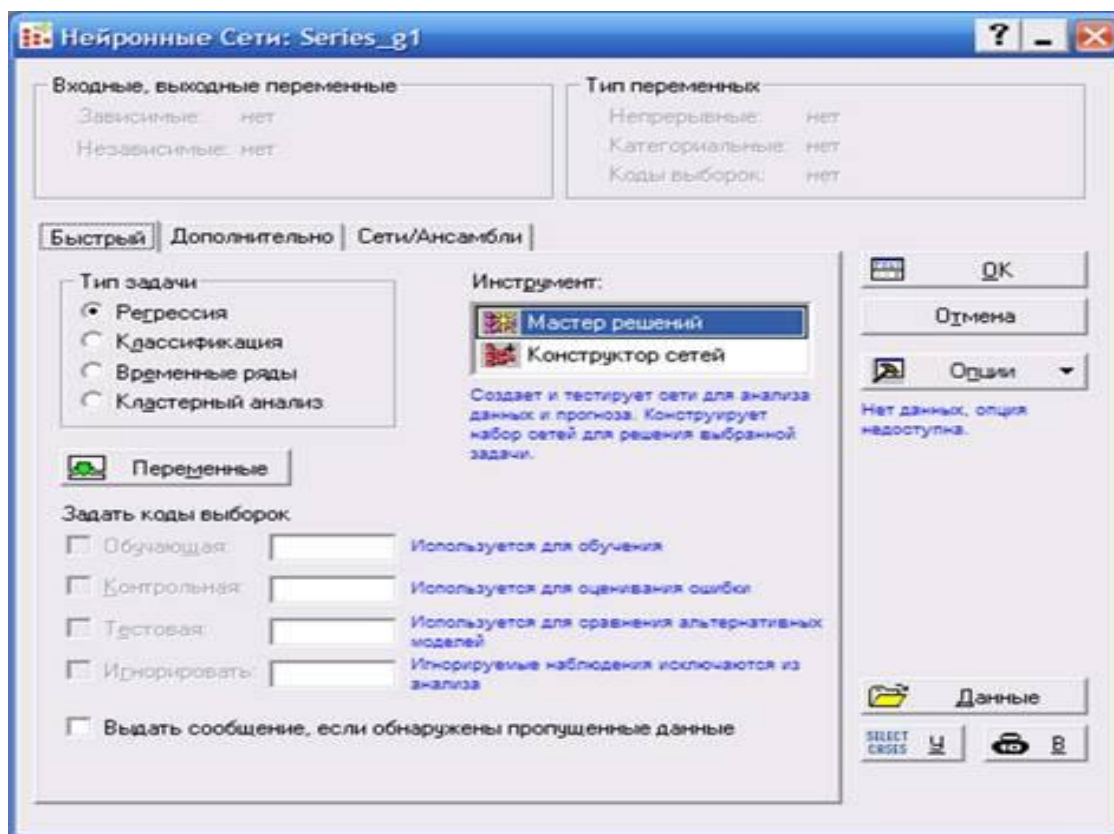 Нейронные Сети: Series_g1
Входные, выходные переменные
Зависимые: нет
Независимые: нет
Тип переменных
Непрерывные: нет
Категориальные: нет
Коды выборок: нет
Быстрый Дополнительно Сети/Ансамбли
Тип задачи
Регрессия
Классификация
Временные ряды
Кластерный анализ
Инструмент:
Мастер решений
Конструктор сетей
Создает и тестирует сети для анализа
данных и прогноза. Конструирует
набор сетей для решения выбранной
задачи.
OK
Отмена
Опции
Нет данных, опция
недоступна.
Переменные
Задать коды выборок
Обучающая: Используется для обучения
Контрольная: Используется для оценивания ошибки
Тестовая: Используется для сравнения альтернативных
моделей
Игнорировать: Игнорируемые наблюдения исключаются из
анализа
Выдать сообщение, если обнаружены пропущенные данные
Данные
SELECT
CASES У В